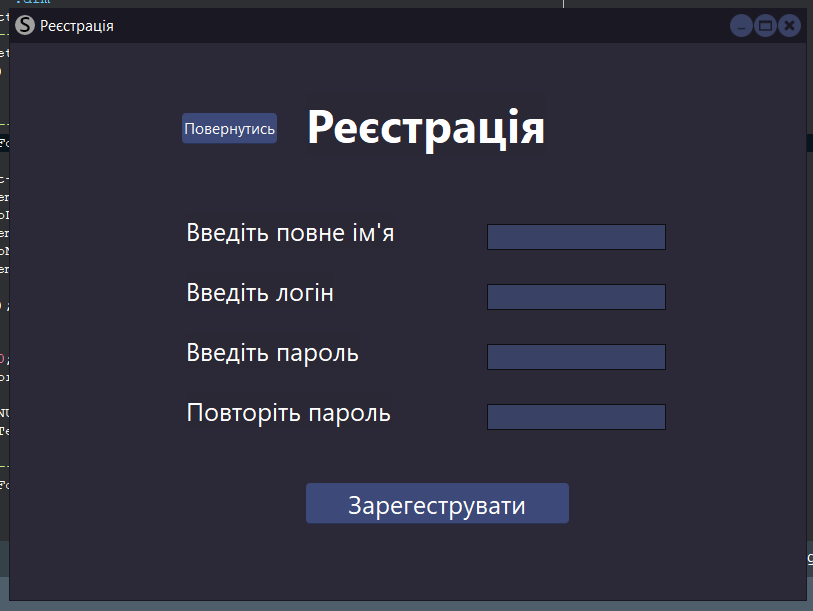 Реєстрація
Повернутись
Реєстрація
Введіть повне ім'я
Введіть логін
Введіть пароль
Повторіть пароль
Зарегеструвати